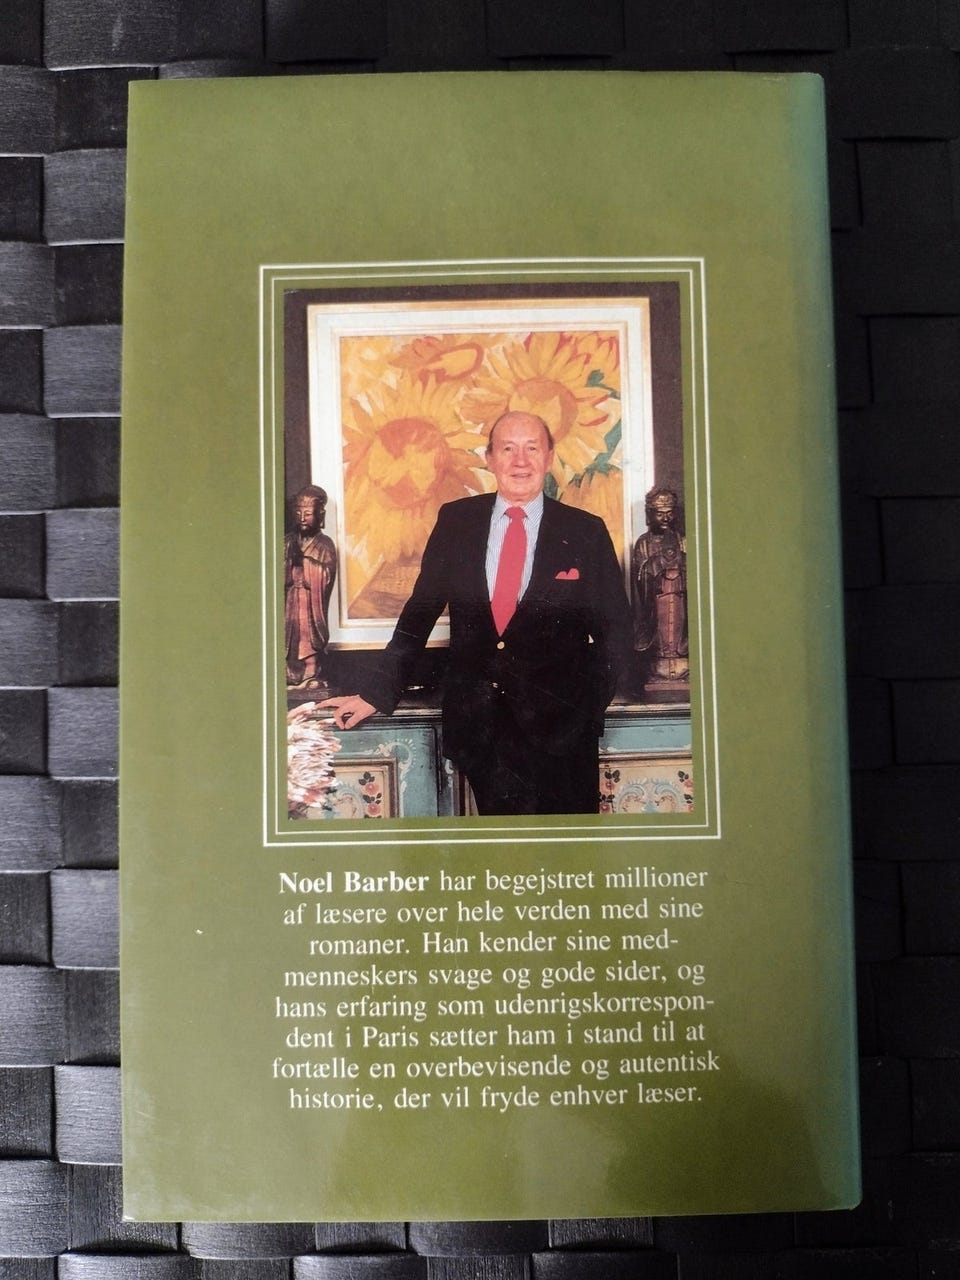 Noel Barber har begejstret millioner
af læsere over hele verden med sine
romaner. Han kender sine med-
menneskers svage og gode sider, og
hans erfaring som udenrigskorrespon-
dent i Paris sætter ham i stand til at
fortælle en overbevisende og autentisk
historie, der vil fryde enhver læser.